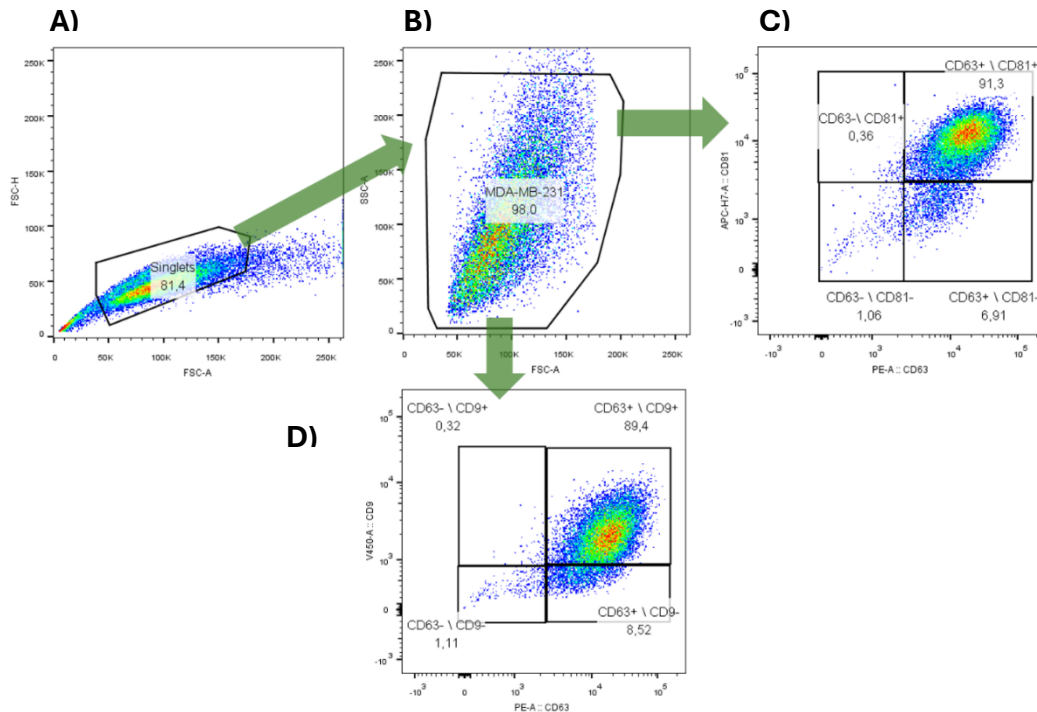 A)
B)
C)
250K
200K
150K
100K
50K
0
FSC-H
Singlets
81,4
0
50K
100K
150K
200K
250K
FSC-A
250K
200K
150K
100K
50K
0
SSC-A
MDA-MB-231
98,0
0
50K
100K
150K
200K
250K
FSC-A
CD63+ \ CD81+
91,3
CD63-\ CD81+
0,36
10^5
10^4
10^3
0
-10^3
APC-H7-A :: CD81
CD63- \ CD81-
1,06
CD63+ \ CD81-
6,91
-10^3
0
10^3
10^4
10^5
PE-A :: CD63
D)
CD63- \ CD9+
0,32
CD63+ \ CD9+
89,4
10^5
10^4
10^3
0
-10^3
V450-A :: CD9
CD63- \ CD9-
1,11
CD63+ \ CD9-
8,52
-10^3
0
10^3
10^4
10^5
PE-A :: CD63